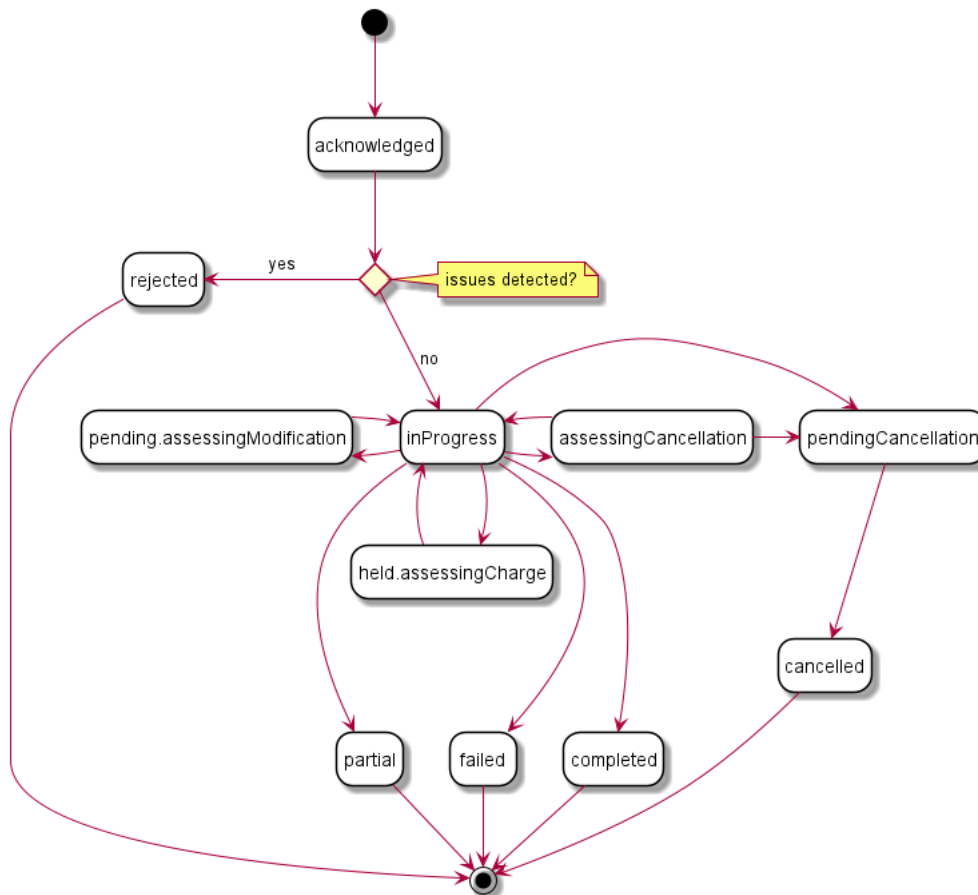 acknowledged
rejected
yes
issues detected?
no
pending.assessingModification
inProgress
assessingCancellation
pendingCancellation
held.assessingCharge
cancelled
partial
failed
completed